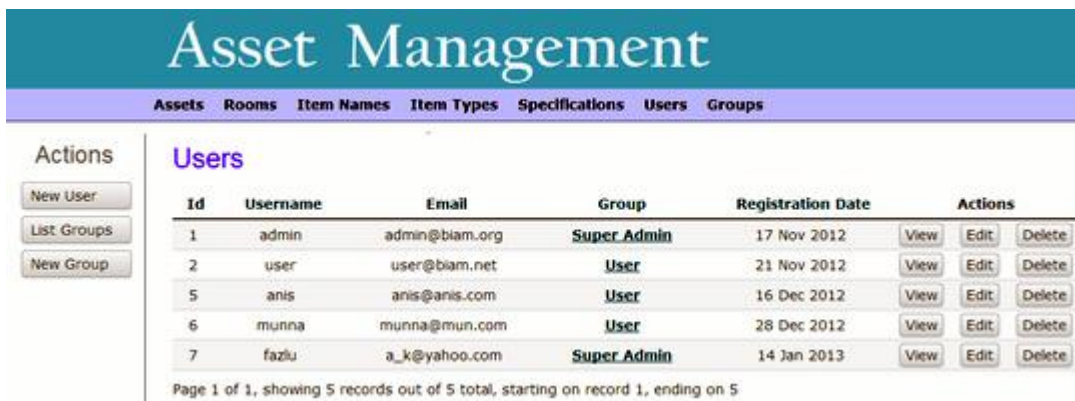 Asset Management
Assets Rooms Item Names Item Types Specifications Users Groups
Actions
New User
List Groups
New Group
Users
Id Username Email Group Registration Date Actions
1 admin admin@biam.org Super Admin 17 Nov 2012 View Edit Delete
2 user user@biam.net User 21 Nov 2012 View Edit Delete
5 anis anis@anis.com User 16 Dec 2012 View Edit Delete
6 munna munna@mun.com User 28 Dec 2012 View Edit Delete
7 fazlu a_k@yahoo.com Super Admin 14 Jan 2013 View Edit Delete
Page 1 of 1, showing 5 records out of 5 total, starting on record 1, ending on 5